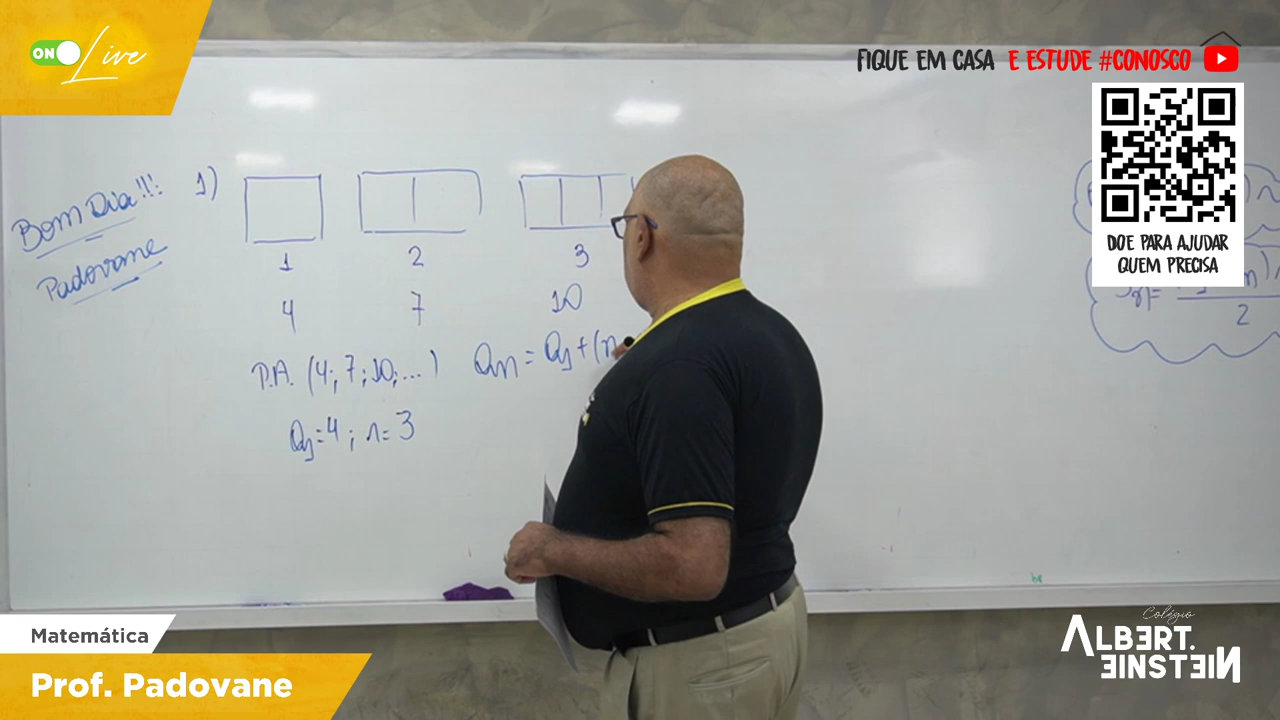 ON Live
FIQUE EM CASA E ESTUDE #CONOSCO
DOE PARA AJUDAR
QUEM PRECISA
Bom Dia!!!
Padovane
1)
1 2 3
4 7 10
P.A. (4; 7; 10; ...) an = a1 + (n
a1 = 4 ; r = 3
2
Matemática
Prof. Padovane
Colégio
ALBERT.
EINSTEIN